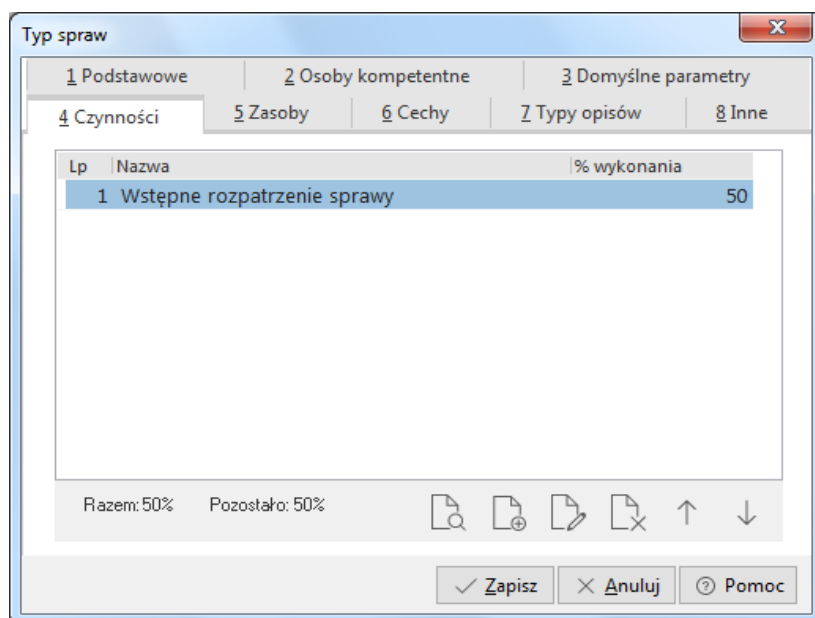 Typ spraw
1 Podstawowe 2 Osoby kompetentne 3 Domyślne parametry
4 Czynności 5 Zasoby 6 Cechy 7 Typy opisów 8 Inne
Lp Nazwa % wykonania
1 Wstępne rozpatrzenie sprawy 50
Razem: 50% Pozostało: 50%
Zapisz Anuluj Pomoc